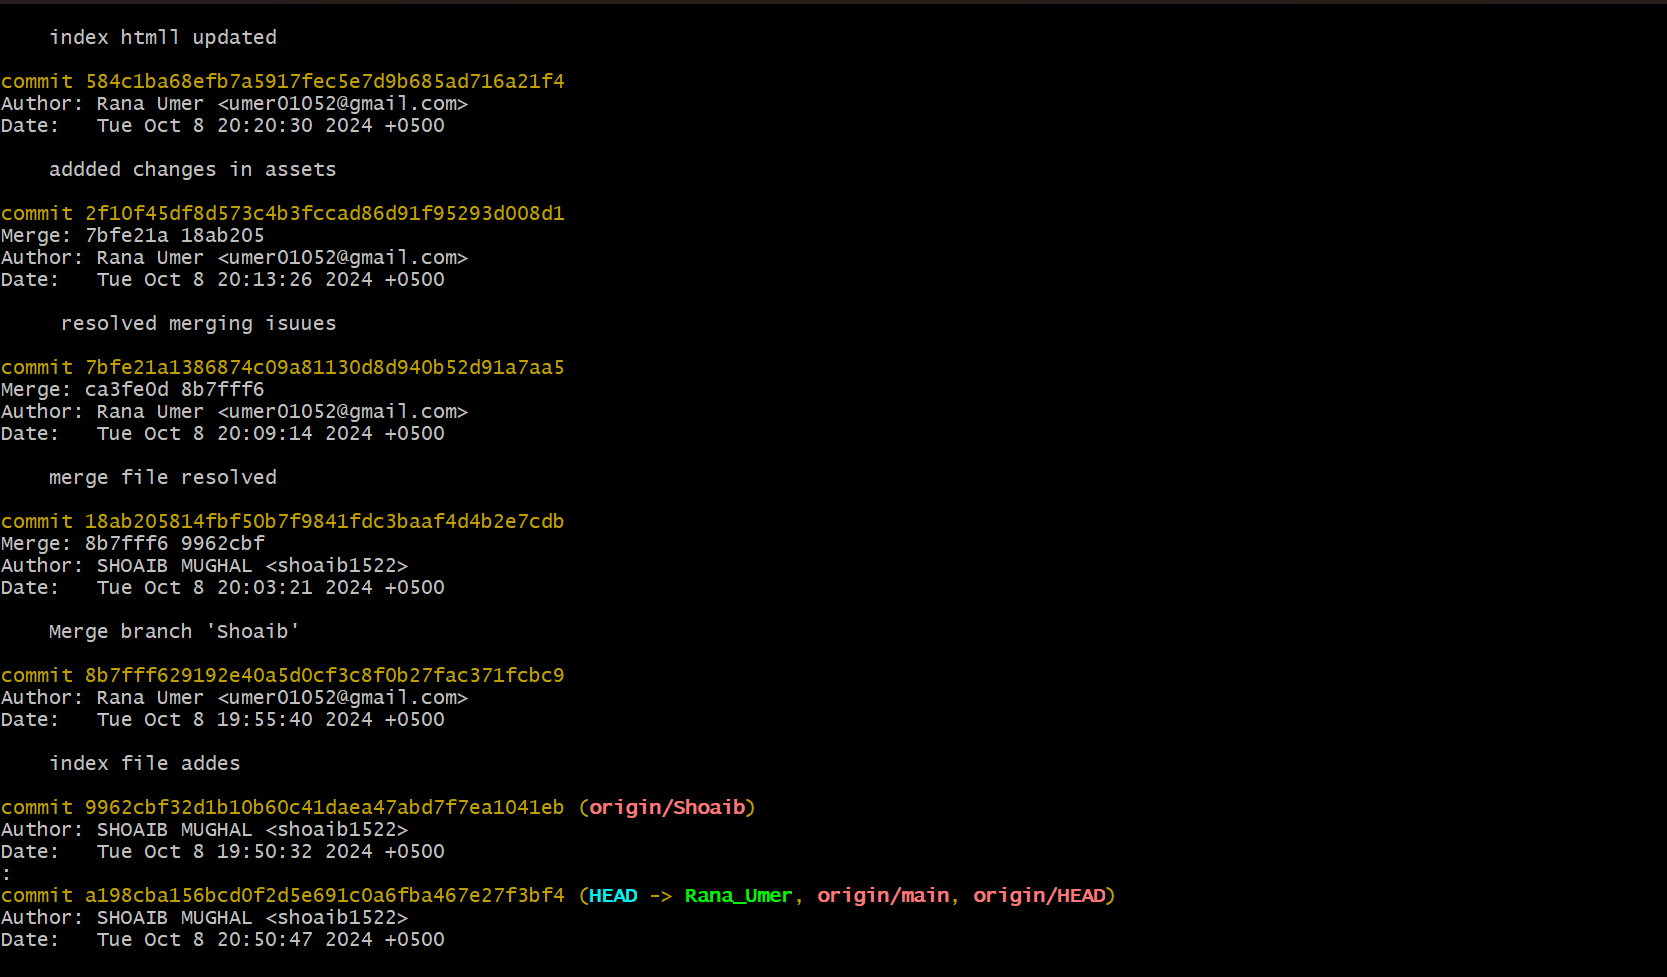 index htmll updated
commit 584c1ba68efb7a5917fec5e7d9b685ad716a21f4
Author: Rana Umer <umer01052@gmail.com>
Date:   Tue Oct 8 20:20:30 2024 +0500
addded changes in assets
commit 2f10f45df8d573c4b3fccad86d91f95293d008d1
Merge: 7bfe21a 18ab205
Author: Rana Umer <umer01052@gmail.com>
Date:   Tue Oct 8 20:13:26 2024 +0500
resolved merging isuues
commit 7bfe21a1386874c09a81130d8d940b52d91a7aa5
Merge: ca3fe0d 8b7fff6
Author: Rana Umer <umer01052@gmail.com>
Date:   Tue Oct 8 20:09:14 2024 +0500
merge file resolved
commit 18ab205814fbf50b7f9841fdc3baaf4d4b2e7cdb
Merge: 8b7fff6 9962cbf
Author: SHOAIB MUGHAL <shoaib1522>
Date:   Tue Oct 8 20:03:21 2024 +0500
Merge branch 'Shoaib'
commit 8b7fff629192e40a5d0cf3c8f0b27fac371fcbc9
Author: Rana Umer <umer01052@gmail.com>
Date:   Tue Oct 8 19:55:40 2024 +0500
index file addes
commit 9962cbf32d1b10b60c41daea47abd7f7ea1041eb (origin/Shoaib)
Author: SHOAIB MUGHAL <shoaib1522>
Date:   Tue Oct 8 19:50:32 2024 +0500
:
commit a198cba156bcd0f2d5e691c0a6fba467e27f3bf4 (HEAD -> Rana_Umer, origin/main, origin/HEAD)
Author: SHOAIB MUGHAL <shoaib1522>
Date:   Tue Oct 8 20:50:47 2024 +0500